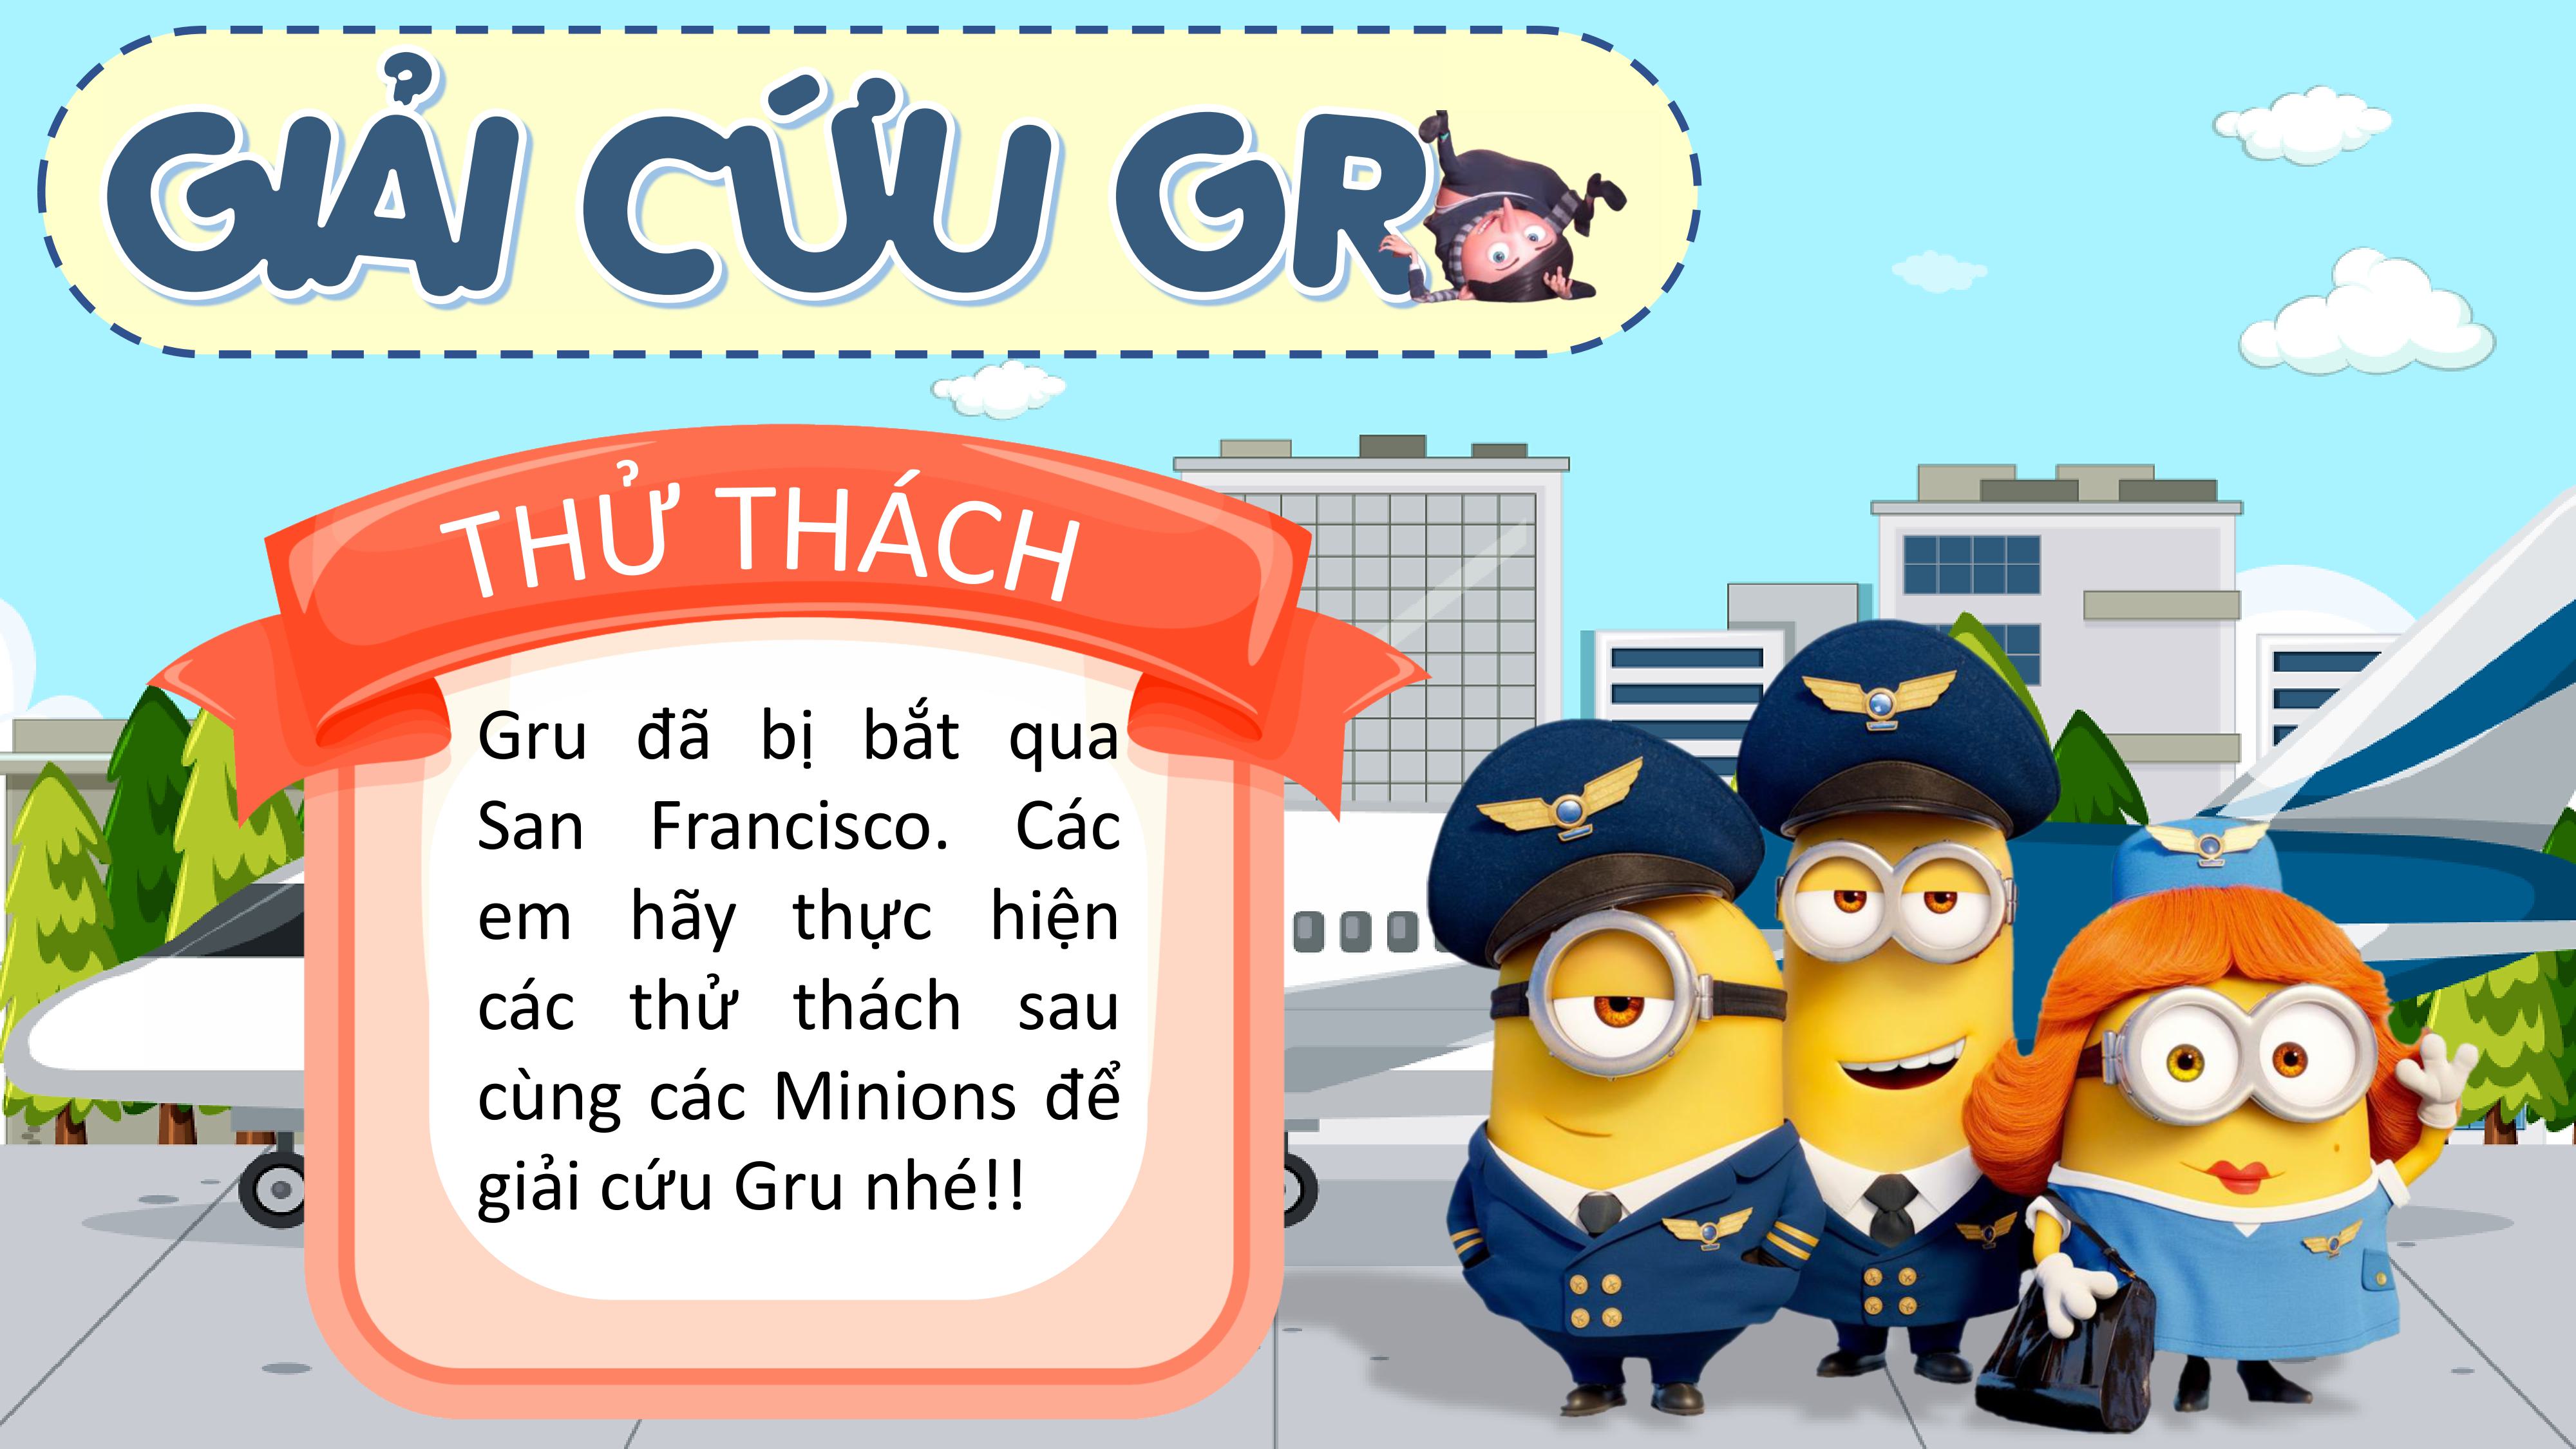 GIẢI CỨU GR
THỬ THÁCH
Gru đã bị bắt qua
San Francisco. Các
em hãy thực hiện
các thử thách sau
cùng các Minions để
giải cứu Gru nhé!!